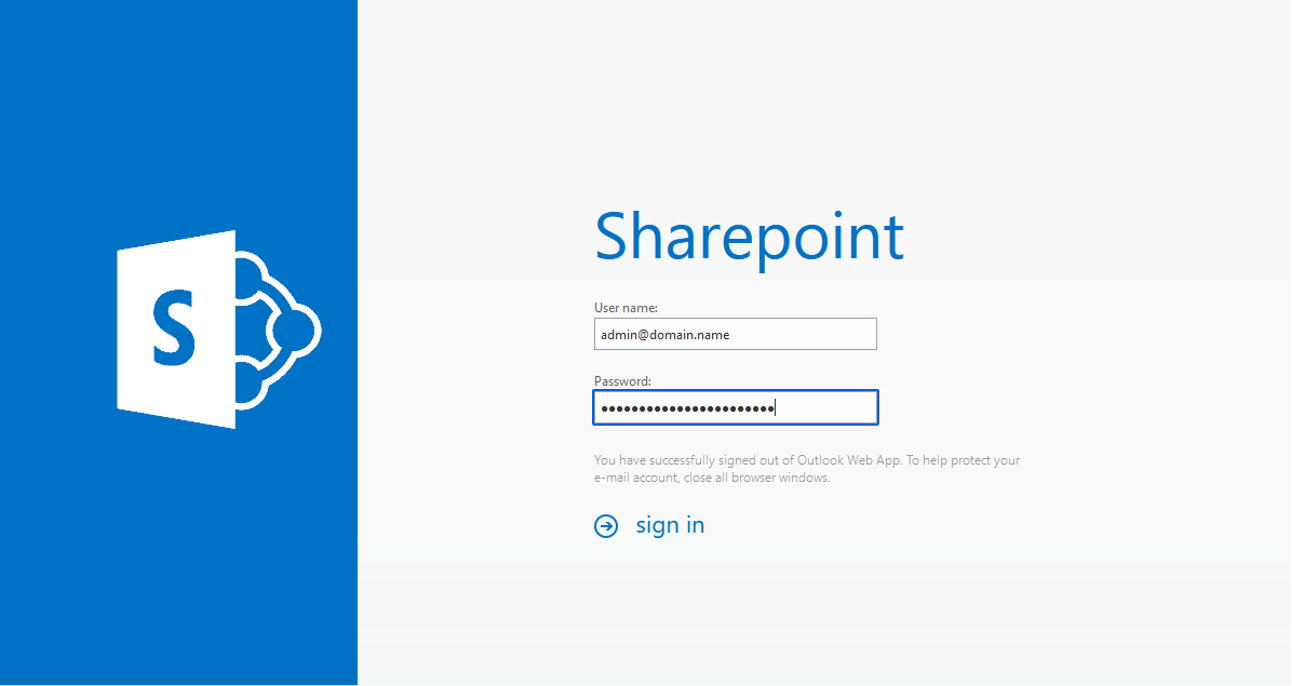 S
Sharepoint
User name:
admin@domain.name
Password:
●●●●●●●●●●●●●●●●●●●●●●●
You have successfully signed out of Outlook Web App. To help protect your
e-mail account, close all browser windows.
sign in